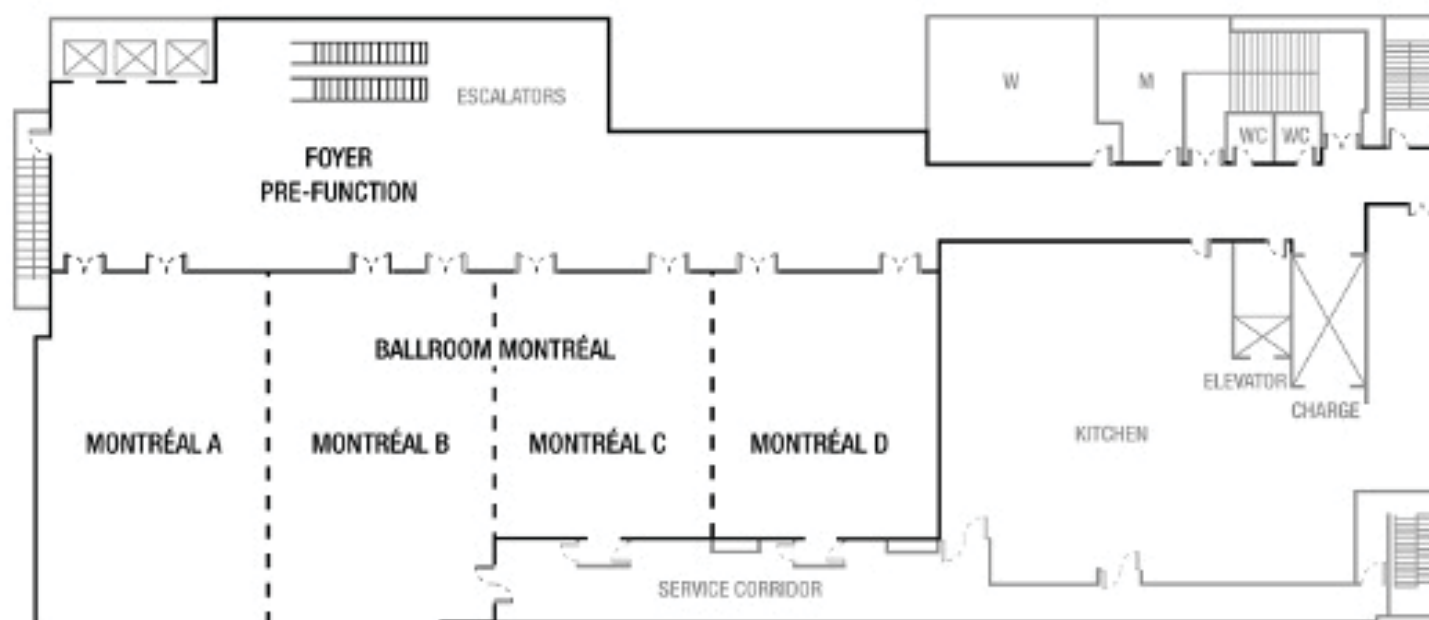 ESCALATORS
W
M
WC
WC
FOYER
PRE-FUNCTION
BALLROOM MONTRÉAL
ELEVATOR
CHARGE
MONTRÉAL A
MONTRÉAL B
MONTRÉAL C
MONTRÉAL D
KITCHEN
SERVICE CORRIDOR